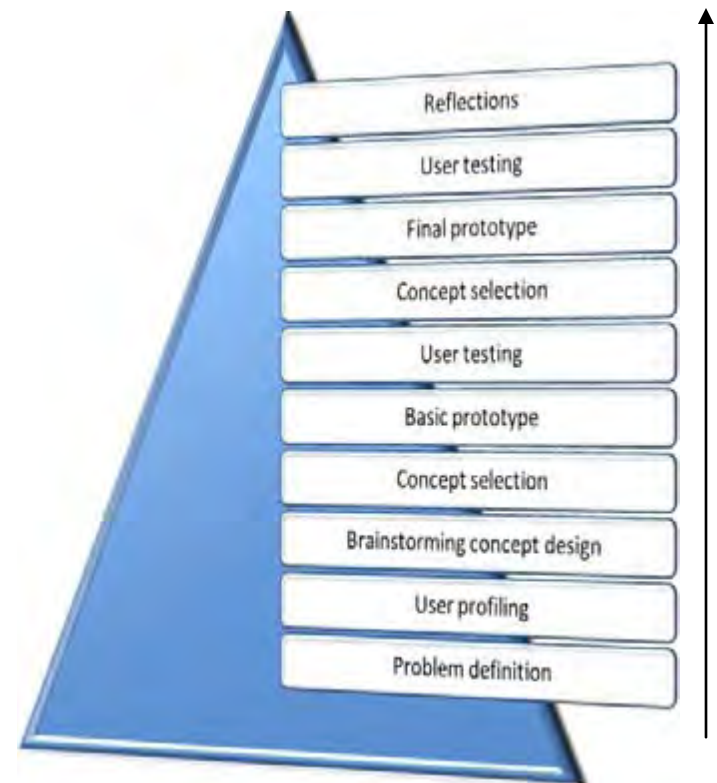 Reflections
User testing
Final prototype
Concept selection
User testing
Basic prototype
Concept selection
Brainstorming concept design
User profiling
Problem definition